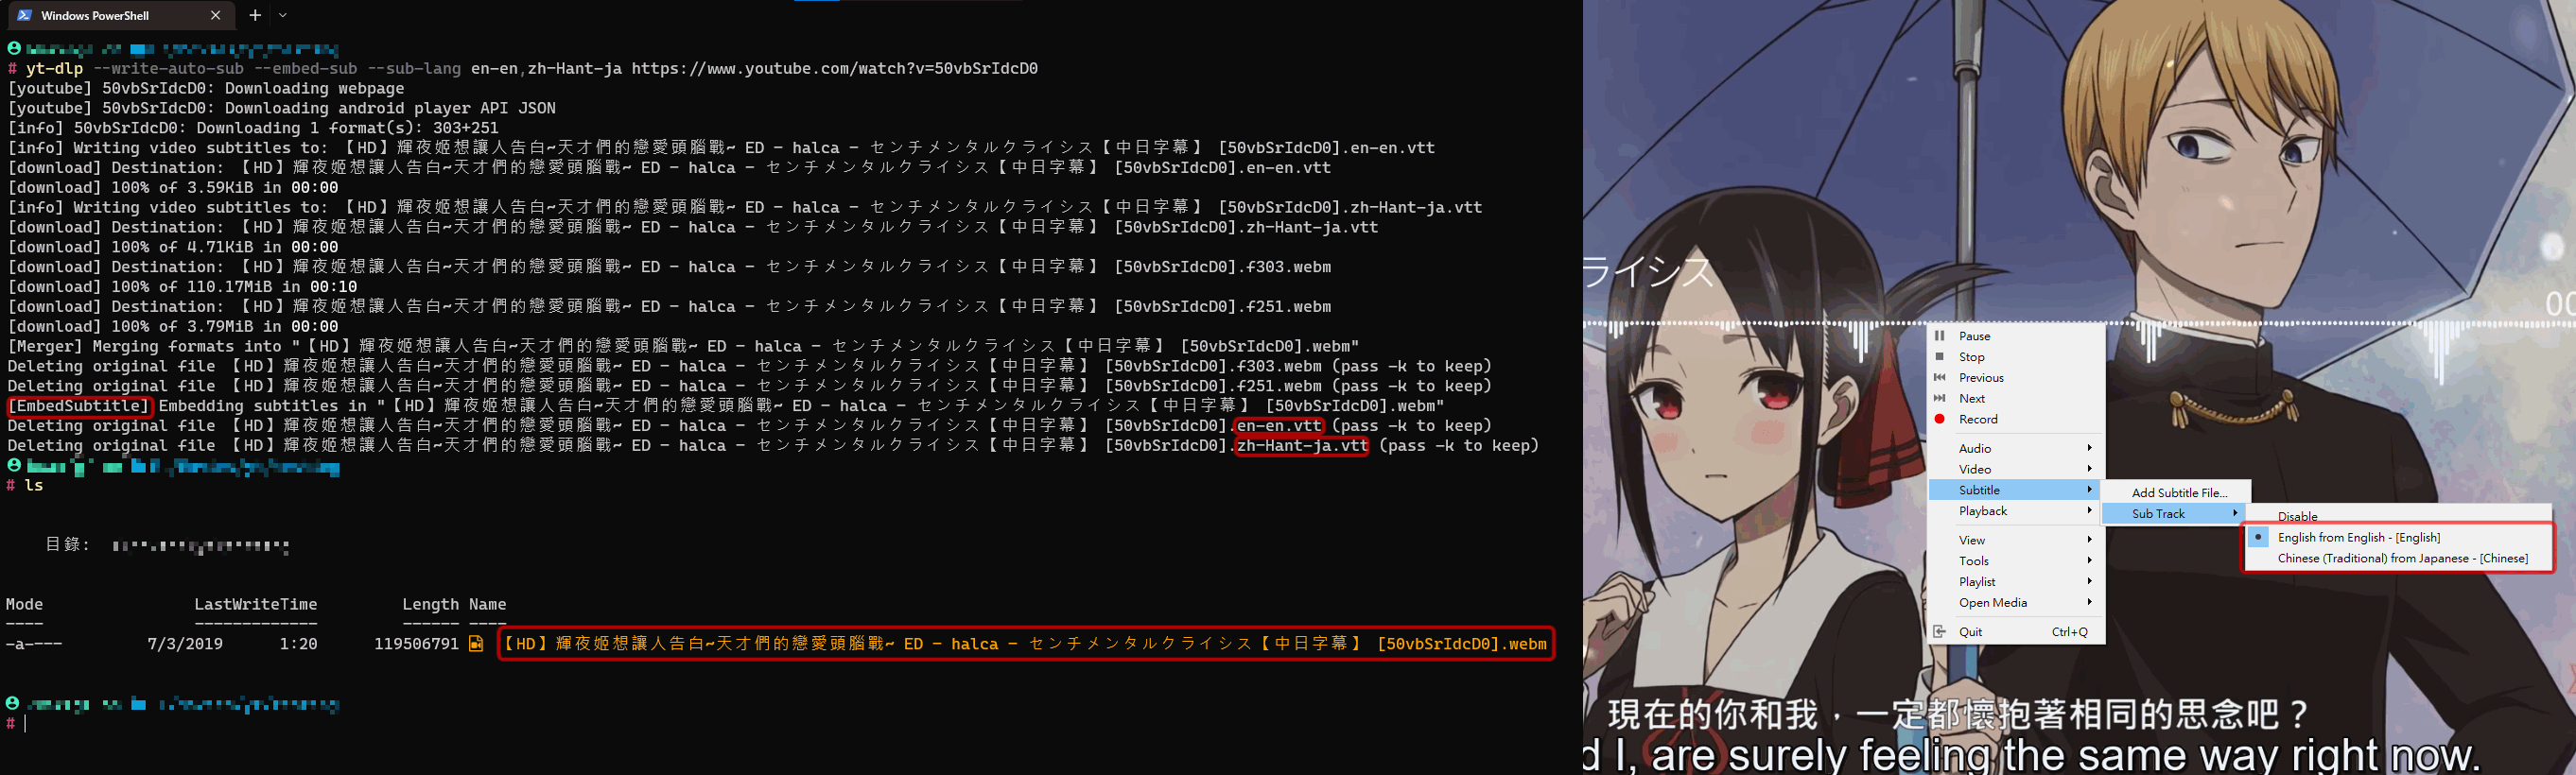 Windows PowerShell
# yt-dlp --write-auto-sub --embed-sub --sub-lang en-en,zh-Hant-ja https://www.youtube.com/watch?v=50vbSrIdcD0
[youtube] 50vbSrIdcD0: Downloading webpage
[youtube] 50vbSrIdcD0: Downloading android player API JSON
[info] 50vbSrIdcD0: Downloading 1 format(s): 303+251
[info] Writing video subtitles to: 【HD】輝夜姬想讓人告白~天才們的戀愛頭腦戰~ ED - halca - センチメンタルクライシス【中日字幕】 [50vbSrIdcD0].en-en.vtt
[download] Destination: 【HD】輝夜姬想讓人告白~天才們的戀愛頭腦戰~ ED - halca - センチメンタルクライシス【中日字幕】 [50vbSrIdcD0].en-en.vtt
[download] 100% of 3.59KiB in 00:00
[info] Writing video subtitles to: 【HD】輝夜姬想讓人告白~天才們的戀愛頭腦戰~ ED - halca - センチメンタルクライシス【中日字幕】 [50vbSrIdcD0].zh-Hant-ja.vtt
[download] Destination: 【HD】輝夜姬想讓人告白~天才們的戀愛頭腦戰~ ED - halca - センチメンタルクライシス【中日字幕】 [50vbSrIdcD0].zh-Hant-ja.vtt
[download] 100% of 4.71KiB in 00:00
[download] Destination: 【HD】輝夜姬想讓人告白~天才們的戀愛頭腦戰~ ED - halca - センチメンタルクライシス【中日字幕】 [50vbSrIdcD0].f303.webm
[download] 100% of 110.17MiB in 00:10
[download] Destination: 【HD】輝夜姬想讓人告白~天才們的戀愛頭腦戰~ ED - halca - センチメンタルクライシス【中日字幕】 [50vbSrIdcD0].f251.webm
[download] 100% of 3.79MiB in 00:00
[Merger] Merging formats into "【HD】輝夜姬想讓人告白~天才們的戀愛頭腦戰~ ED - halca - センチメンタルクライシス【中日字幕】 [50vbSrIdcD0].webm"
Deleting original file 【HD】輝夜姬想讓人告白~天才們的戀愛頭腦戰~ ED - halca - センチメンタルクライシス【中日字幕】 [50vbSrIdcD0].f303.webm (pass -k to keep)
Deleting original file 【HD】輝夜姬想讓人告白~天才們的戀愛頭腦戰~ ED - halca - センチメンタルクライシス【中日字幕】 [50vbSrIdcD0].f251.webm (pass -k to keep)
[EmbedSubtitle] Embedding subtitles in "【HD】輝夜姬想讓人告白~天才們的戀愛頭腦戰~ ED - halca - センチメンタルクライシス【中日字幕】 [50vbSrIdcD0].webm"
Deleting original file 【HD】輝夜姬想讓人告白~天才們的戀愛頭腦戰~ ED - halca - センチメンタルクライシス【中日字幕】 [50vbSrIdcD0].en-en.vtt (pass -k to keep)
Deleting original file 【HD】輝夜姬想讓人告白~天才們的戀愛頭腦戰~ ED - halca - センチメンタルクライシス【中日字幕】 [50vbSrIdcD0].zh-Hant-ja.vtt (pass -k to keep)
# ls
目錄:
Mode LastWriteTime Length Name
---- ------------- ------ ----
-a--- 7/3/2019 1:20 119506791 【HD】輝夜姬想讓人告白~天才們的戀愛頭腦戰~ ED - halca - センチメンタルクライシス【中日字幕】 [50vbSrIdcD0].webm
#
ライシス
00
Pause
Stop
Previous
Next
Record
Audio
Video
Subtitle
Playback
View
Tools
Playlist
Open Media
Quit Ctrl+Q
Add Subtitle File...
Sub Track
Disable
English from English - [English]
Chinese (Traditional) from Japanese - [Chinese]
現在的你和我，一定都懷抱著相同的思念吧？
d I, are surely feeling the same way right now.